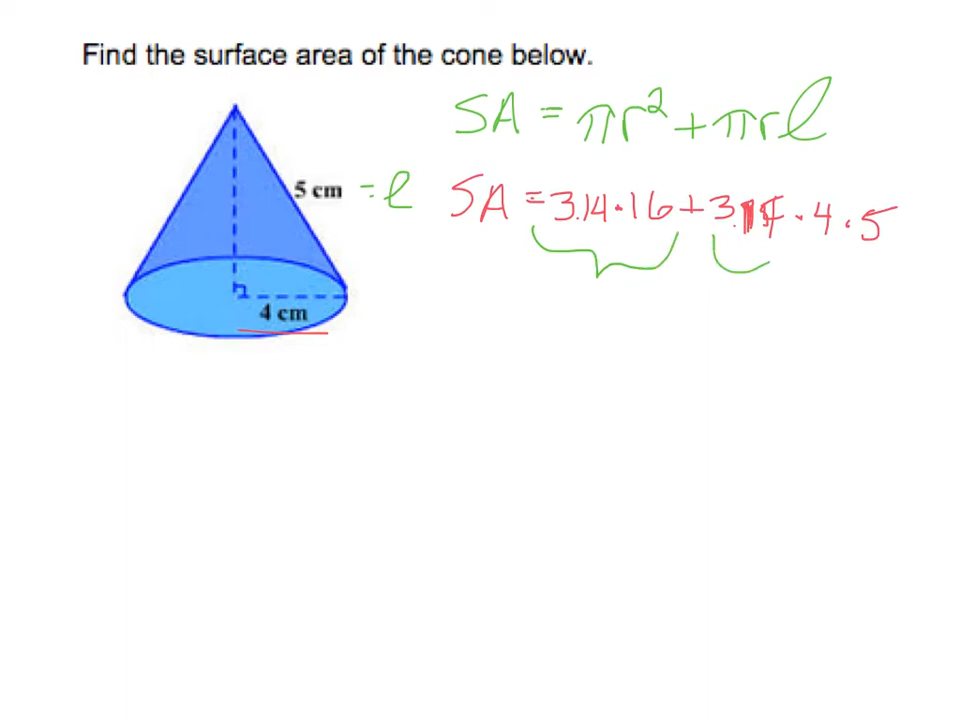 Find the surface area of the cone below.
SA = πr² + πrl
5 cm = l
SA = 3.14 · 16 + 3.14 · 4 · 5
4 cm